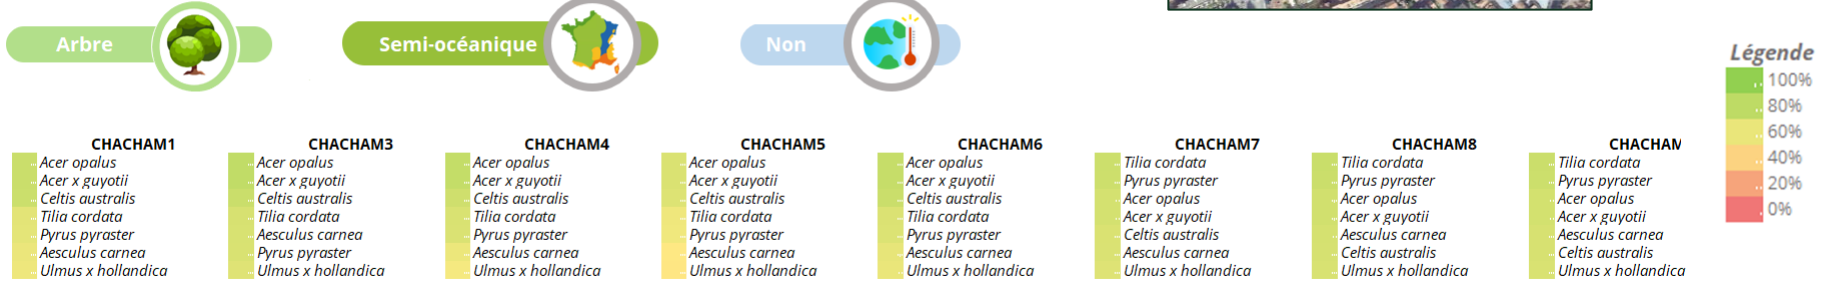 Arbre
Semi-océanique
Non
Légende
100%
80%
60%
40%
20%
0%
CHACHAM1
Acer opalus
Acer x guyotii
Celtis australis
Tilia cordata
Pyrus pyraster
Aesculus carnea
Ulmus x hollandica
CHACHAM3
Acer opalus
Acer x guyotii
Celtis australis
Tilia cordata
Aesculus carnea
Pyrus pyraster
Ulmus x hollandica
CHACHAM4
Acer opalus
Acer x guyotii
Celtis australis
Tilia cordata
Pyrus pyraster
Aesculus carnea
Ulmus x hollandica
CHACHAM5
Acer opalus
Acer x guyotii
Celtis australis
Tilia cordata
Pyrus pyraster
Aesculus carnea
Ulmus x hollandica
CHACHAM6
Acer opalus
Acer x guyotii
Celtis australis
Tilia cordata
Pyrus pyraster
Aesculus carnea
Ulmus x hollandica
CHACHAM7
Tilia cordata
Pyrus pyraster
Acer opalus
Acer x guyotii
Celtis australis
Aesculus carnea
Ulmus x hollandica
CHACHAM8
Tilia cordata
Pyrus pyraster
Acer opalus
Acer x guyotii
Aesculus carnea
Celtis australis
Ulmus x hollandica
CHACHAM
Tilia cordata
Pyrus pyraster
Acer opalus
Acer x guyotii
Aesculus carnea
Celtis australis
Ulmus x hollandica